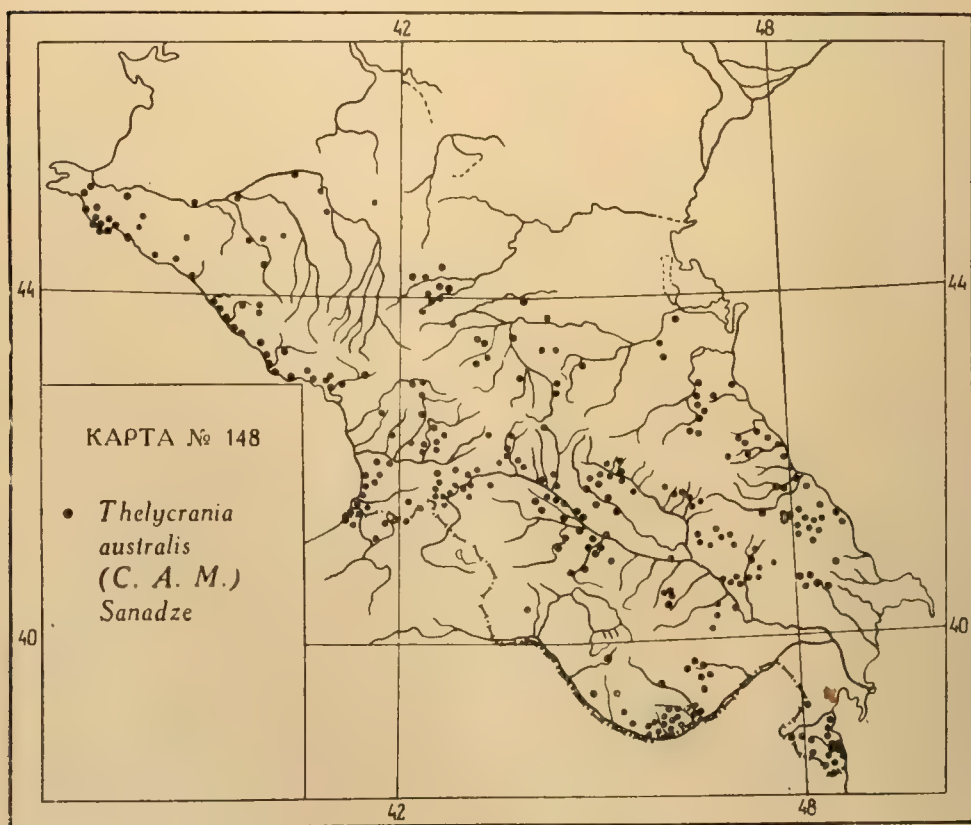 42 48
44 44
КАРТА № 148
Thelycrania
australis
(C. A. M.)
Sanadze
40 40
42 48